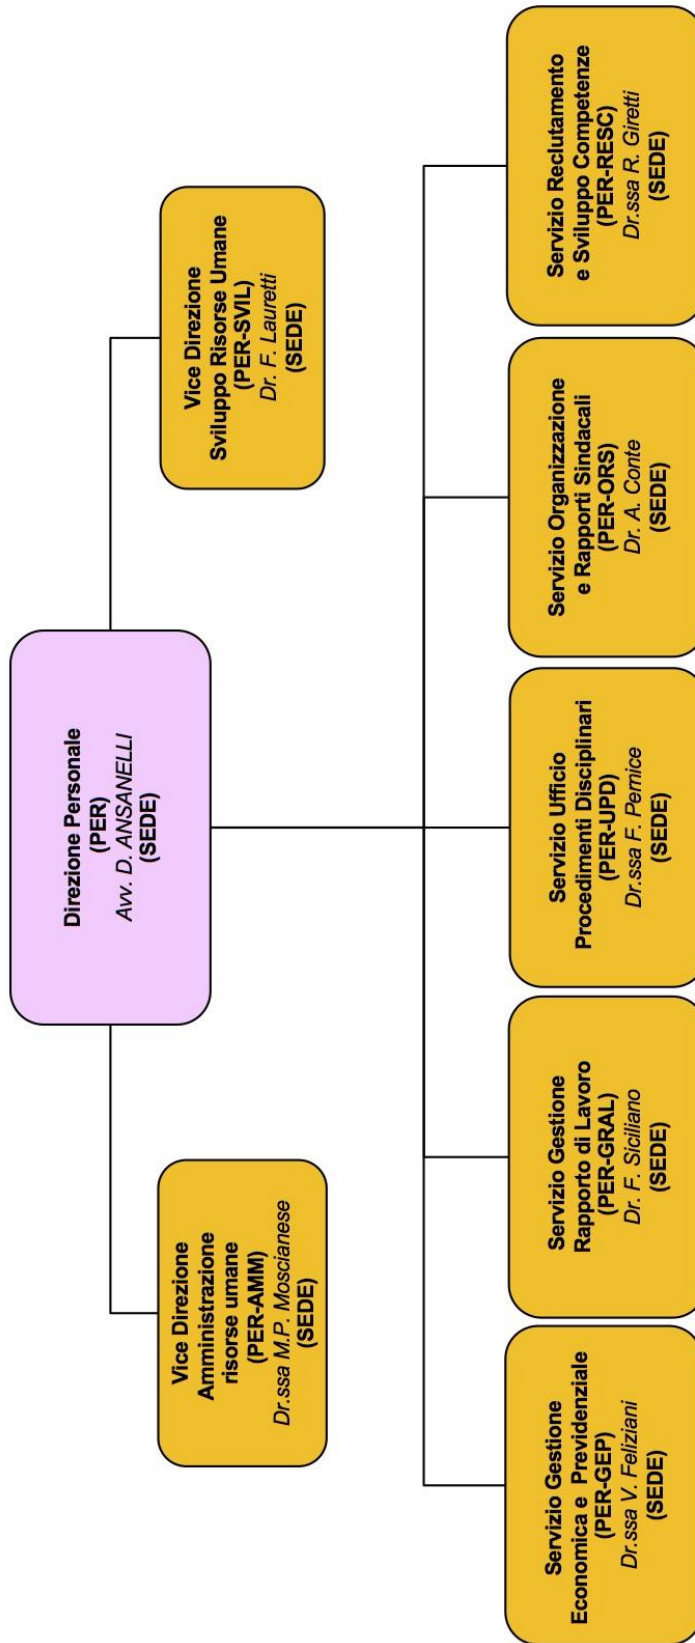 Direzione Personale
(PER)
Avv. D. ANSANELLI
(SEDE)
Vice Direzione
Amministrazione
risorse umane
(PER-AMM)
Dr.ssa M.P. Moscianese
(SEDE)
Vice Direzione
Sviluppo Risorse Umane
(PER-SVIL)
Dr. F. Lauretti
(SEDE)
Servizio Gestione
Economica e Previdenziale
(PER-GEP)
Dr.ssa V. Feliziani
(SEDE)
Servizio Gestione
Rapporto di Lavoro
(PER-GRAL)
Dr. F. Siciliano
(SEDE)
Servizio Ufficio
Procedimenti Disciplinari
(PER-UPD)
Dr.ssa F. Pernice
(SEDE)
Servizio Organizzazione
e Rapporti Sindacali
(PER-ORS)
Dr. A. Conte
(SEDE)
Servizio Reclutamento
e Sviluppo Competenze
(PER-RESC)
Dr.ssa R. Giretti
(SEDE)